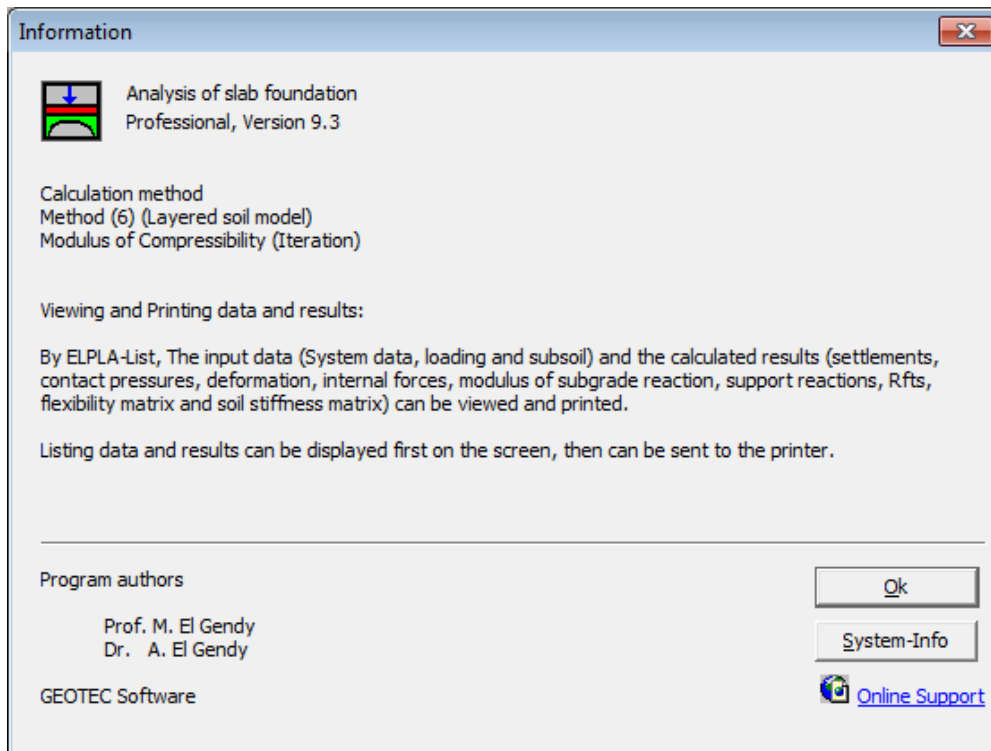 Information
Analysis of slab foundation
Professional, Version 9.3
Calculation method
Method (6) (Layered soil model)
Modulus of Compressibility (Iteration)
Viewing and Printing data and results:
By ELPLA-List, The input data (System data, loading and subsoil) and the calculated results (settlements,
contact pressures, deformation, internal forces, modulus of subgrade reaction, support reactions, Rfts,
flexibility matrix and soil stiffness matrix) can be viewed and printed.
Listing data and results can be displayed first on the screen, then can be sent to the printer.
Program authors
Prof. M. El Gendy
Dr. A. El Gendy
GEOTEC Software
Ok
System-Info
Online Support